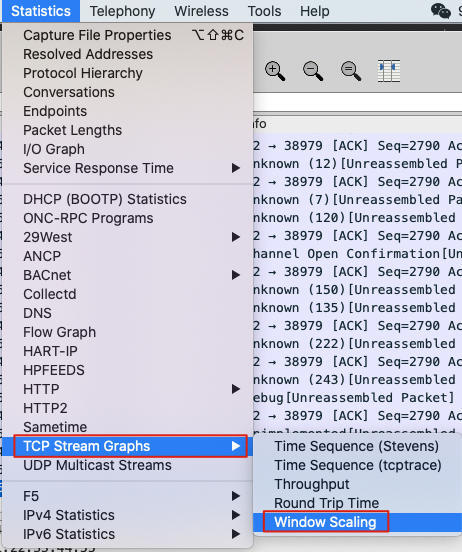 Statistics Telephony Wireless Tools Help
Capture File Properties ⌥⇧⌘C
Resolved Addresses
Protocol Hierarchy
Conversations
Endpoints
Packet Lengths
I/O Graph
Service Response Time
DHCP (BOOTP) Statistics
ONC-RPC Programs
29West
ANCP
BACnet
Collectd
DNS
Flow Graph
HART-IP
HPFEEDS
HTTP
HTTP2
Sametime
TCP Stream Graphs
UDP Multicast Streams
F5
IPv4 Statistics
IPv6 Statistics
nfo
2 → 38979 [ACK] Seq=2790 Ac
nknown (12)[Unreassembled P
2 → 38979 [ACK] Seq=2790 Ac
nknown (7)[Unreassembled Pa
nknown (120)[Unreassembled
2 → 38979 [ACK] Seq=2790 Ac
hannel Open Confirmation[Un
2 → 38979 [ACK] Seq=2790 Ac
nknown (150)[Unreassembled
nknown (135)[Unreassembled
2 → 38979 [ACK] Seq=2790 Ac
nknown (222)[Unreassembled
2 → 38979 [ACK] Seq=2790 Ac
nknown (243)[Unreassembled
ebug[Unreassembled Packet]
2 → 38979 [ACK] Seq=2790 Ac
Time Sequence (Stevens)
Time Sequence (tcptrace)
Throughput
Round Trip Time
Window Scaling